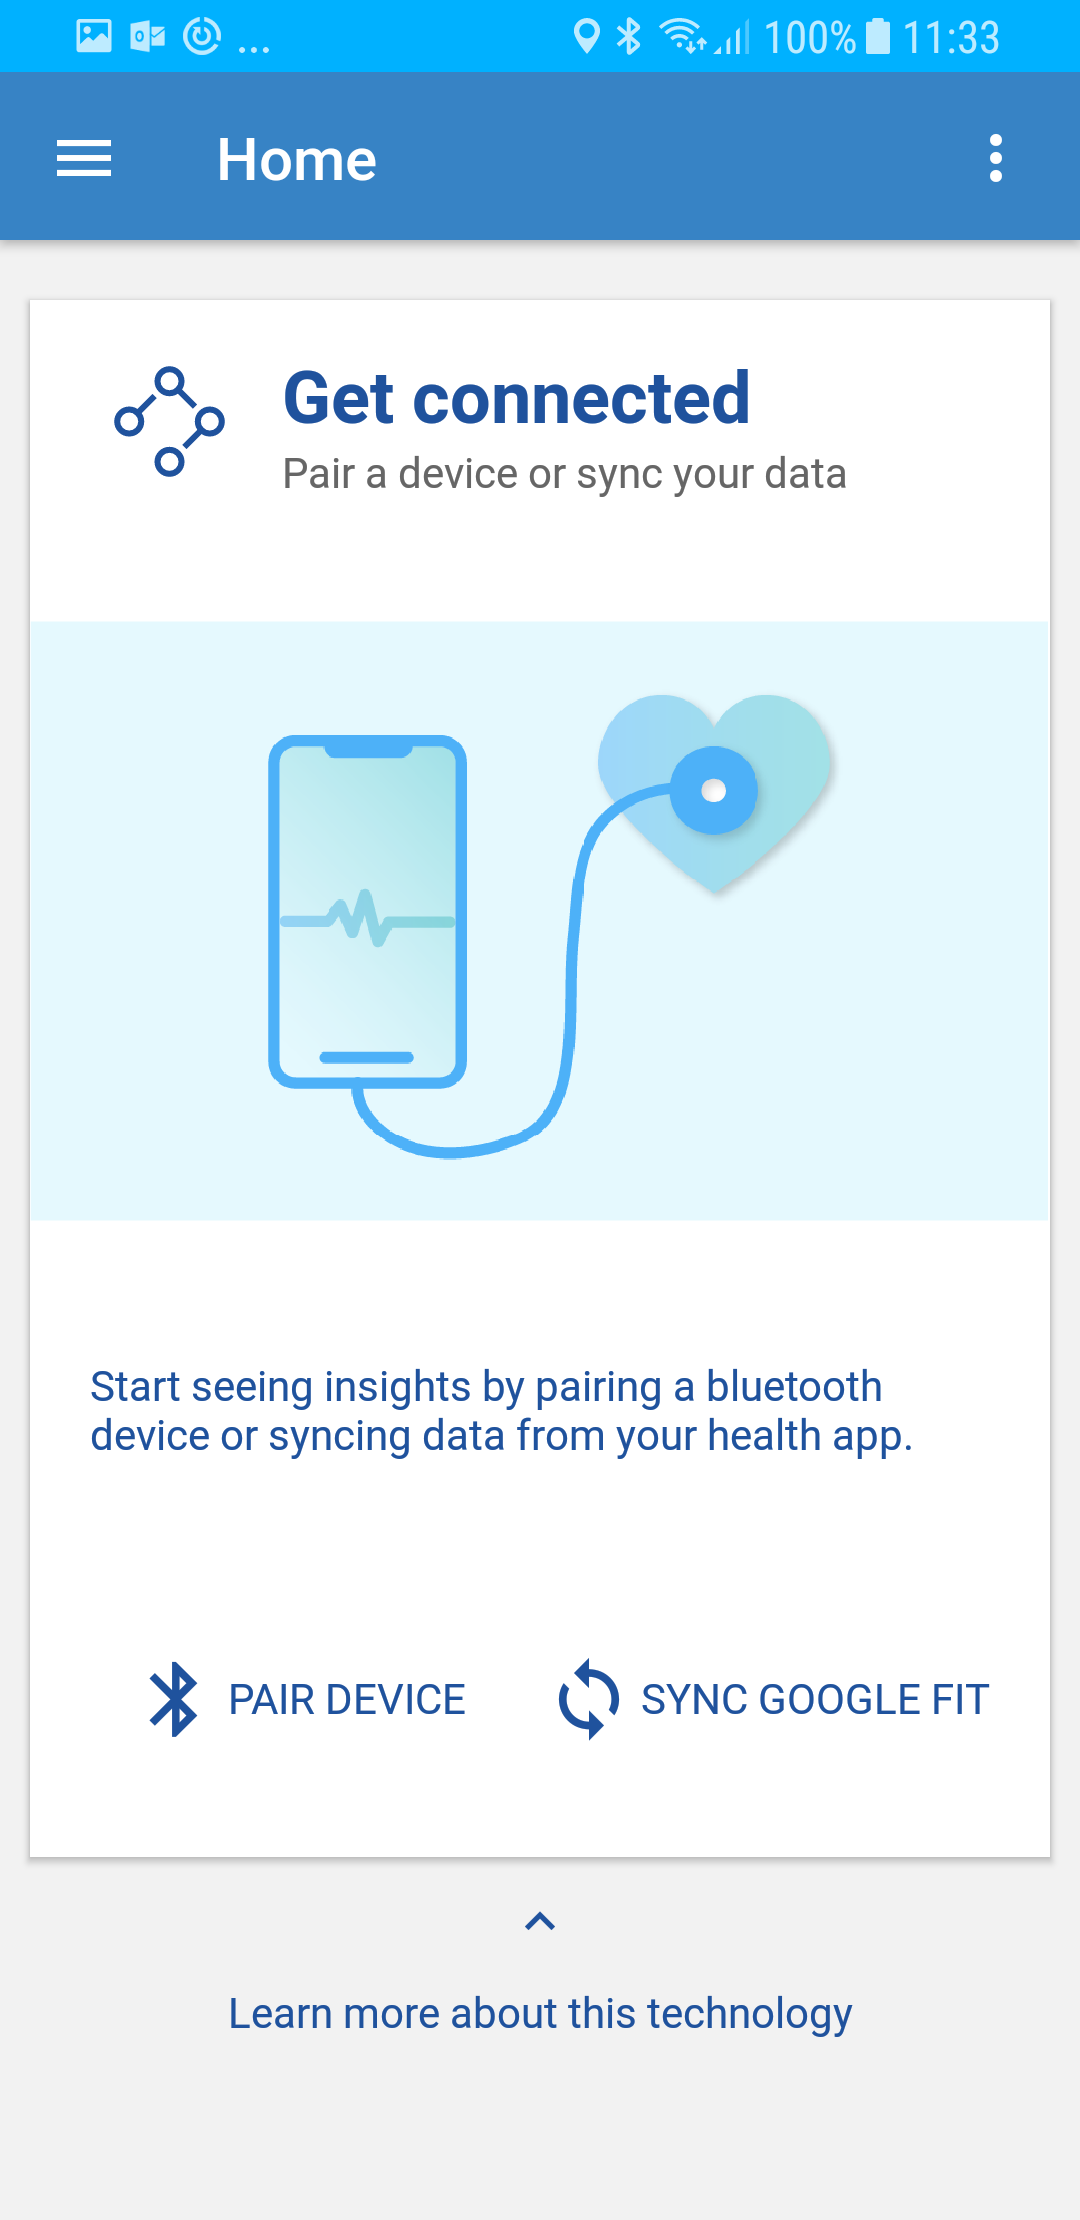 ... 100% 11:33
Home
Get connected
Pair a device or sync your data
Start seeing insights by pairing a bluetooth
device or syncing data from your health app.
PAIR DEVICE SYNC GOOGLE FIT
Learn more about this technology